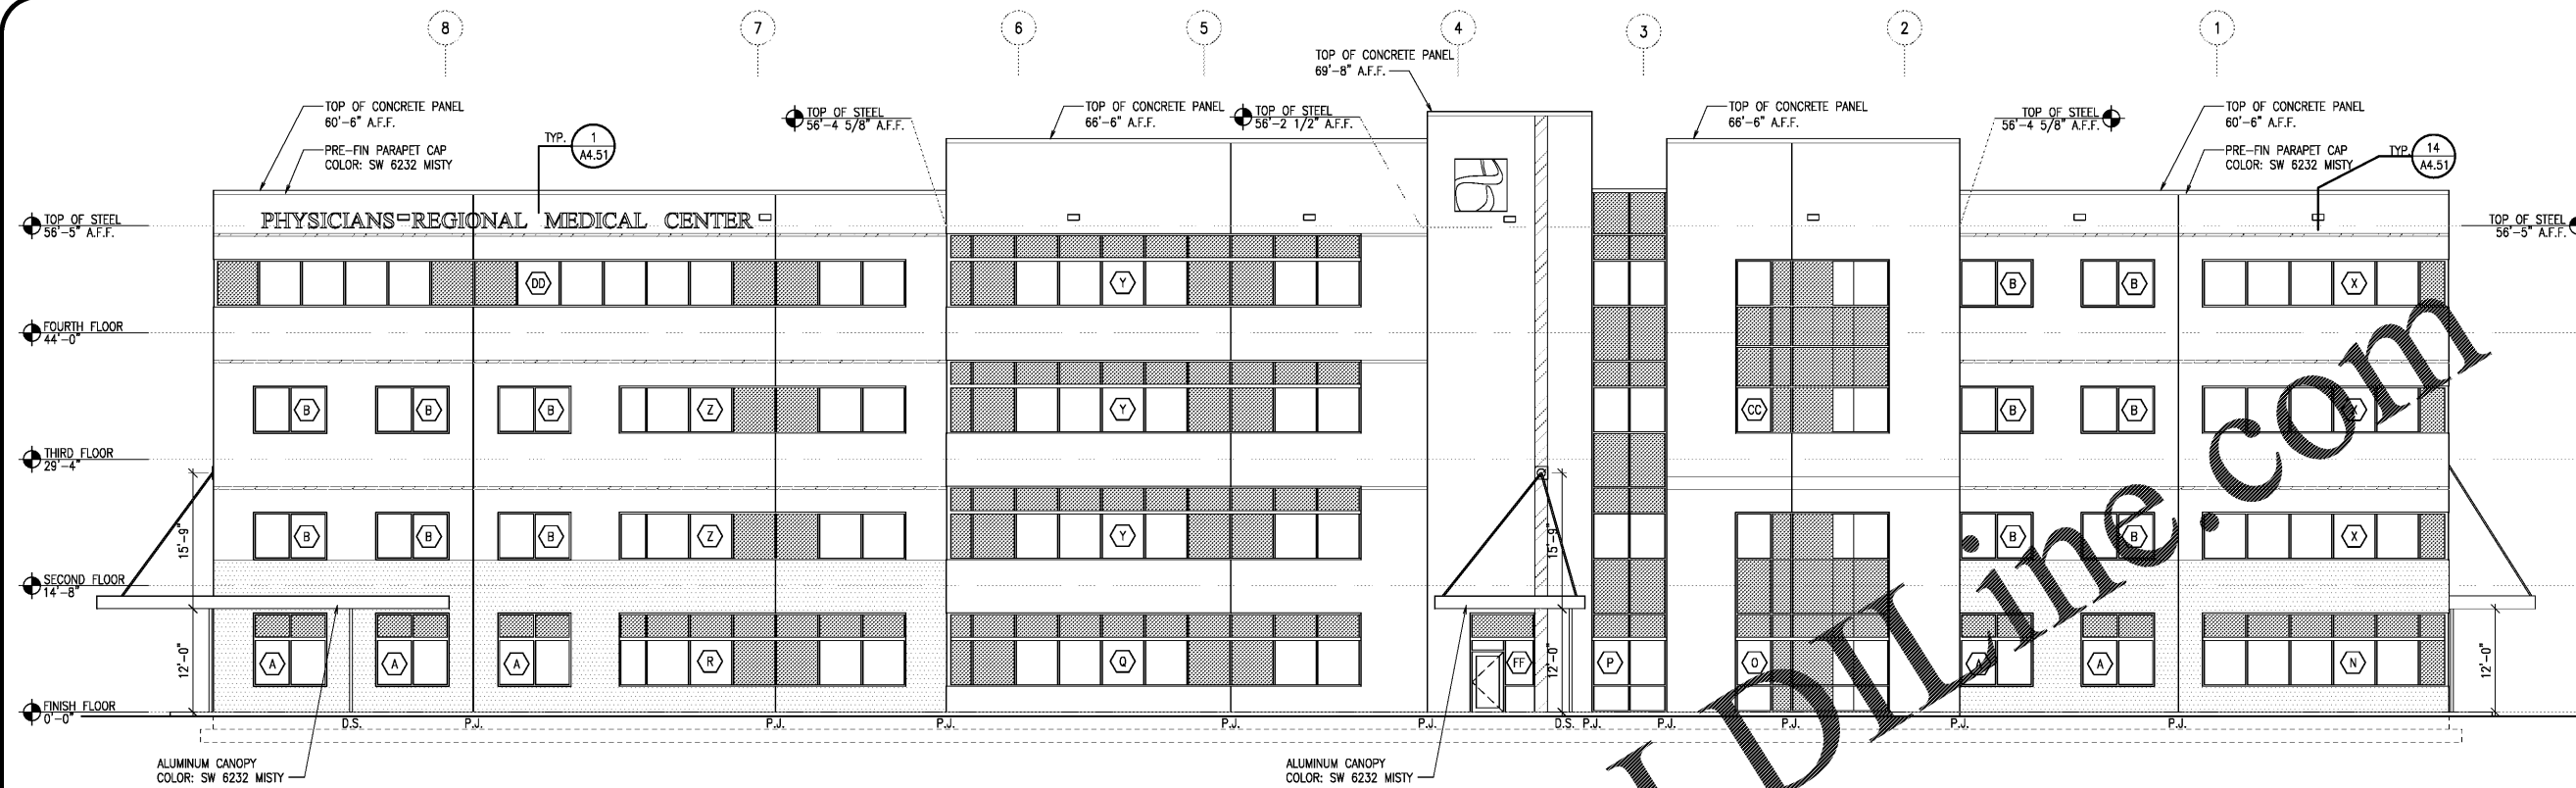 8
7
6
5
4
3
2
1
TOP OF CONCRETE PANEL
69'-8" A.F.F.
TOP OF CONCRETE PANEL
60'-6" A.F.F.
PRE-FIN PARAPET CAP
COLOR: SW 6232 MISTY
TYP.
1
A4.51
TOP OF STEEL
56'-4 5/8" A.F.F.
TOP OF CONCRETE PANEL
66'-6" A.F.F.
TOP OF STEEL
56'-2 1/2" A.F.F.
TOP OF CONCRETE PANEL
66'-6" A.F.F.
TOP OF STEEL
56'-4 5/8" A.F.F.
TOP OF CONCRETE PANEL
60'-6" A.F.F.
PRE-FIN PARAPET CAP
COLOR: SW 6232 MISTY
TYP.
14
A4.51
TOP OF STEEL
56'-5" A.F.F.
PHYSICIANS REGIONAL MEDICAL CENTER
TOP OF STEEL
56'-5" A.F.F.
DD
Y
B
B
X
FOURTH FLOOR
44'-0"
B
B
B
Z
Y
CC
B
B
X
THIRD FLOOR
29'-4"
15'-9"
15'-9"
B
B
B
Z
Y
B
B
X
SECOND FLOOR
14'-8"
12'-0"
A
A
A
R
Q
FF
12'-0"
P
O
A
A
N
12'-0"
FINISH FLOOR
0'-0"
D.S.
P.J.
P.J.
P.J.
P.J.
P.J.
D.S.
P.J.
P.J.
P.J.
P.J.
P.J.
ALUMINUM CANOPY
COLOR: SW 6232 MISTY
ALUMINUM CANOPY
COLOR: SW 6232 MISTY
DLine.com